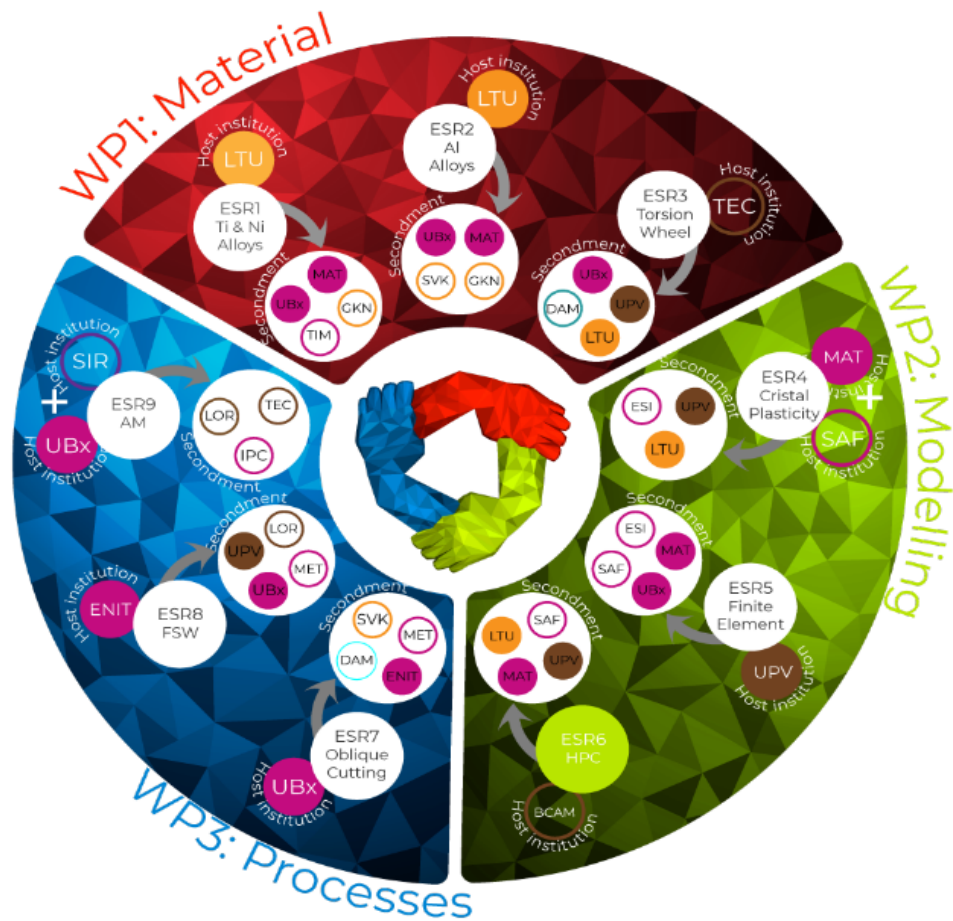 WP1: Material
Host institution
LTU
ESR1
Ti & Ni
Alloys
Secondment
MAT
UBx
GKN
TIM
Host institution
LTU
ESR2
Al
Alloys
Secondment
UBx
MAT
SVK
GKN
Host institution
TEC
ESR3
Torsion
Wheel
Secondment
UBx
DAM
UPV
LTU
WP2: Modelling
MAT
Host institution
+
SAF
Host institution
ESR4
Cristal
Plasticity
Secondment
ESI
UPV
LTU
Secondment
ESI
MAT
SAF
UBx
ESR5
Finite
Element
UPV
Host institution
Secondment
SAF
LTU
UPV
MAT
ESR6
HPC
BCAM
Host institution
WP3: Processes
Secondment
SVK
MET
DAM
ENIT
ESR7
Oblique
Cutting
UBx
Host institution
Secondment
LOR
UPV
MET
UBx
Host institution
ENIT
ESR8
FSW
SIR
Host institution
+
UBx
Host institution
ESR9
AM
LOR
TEC
IPC
Secondment